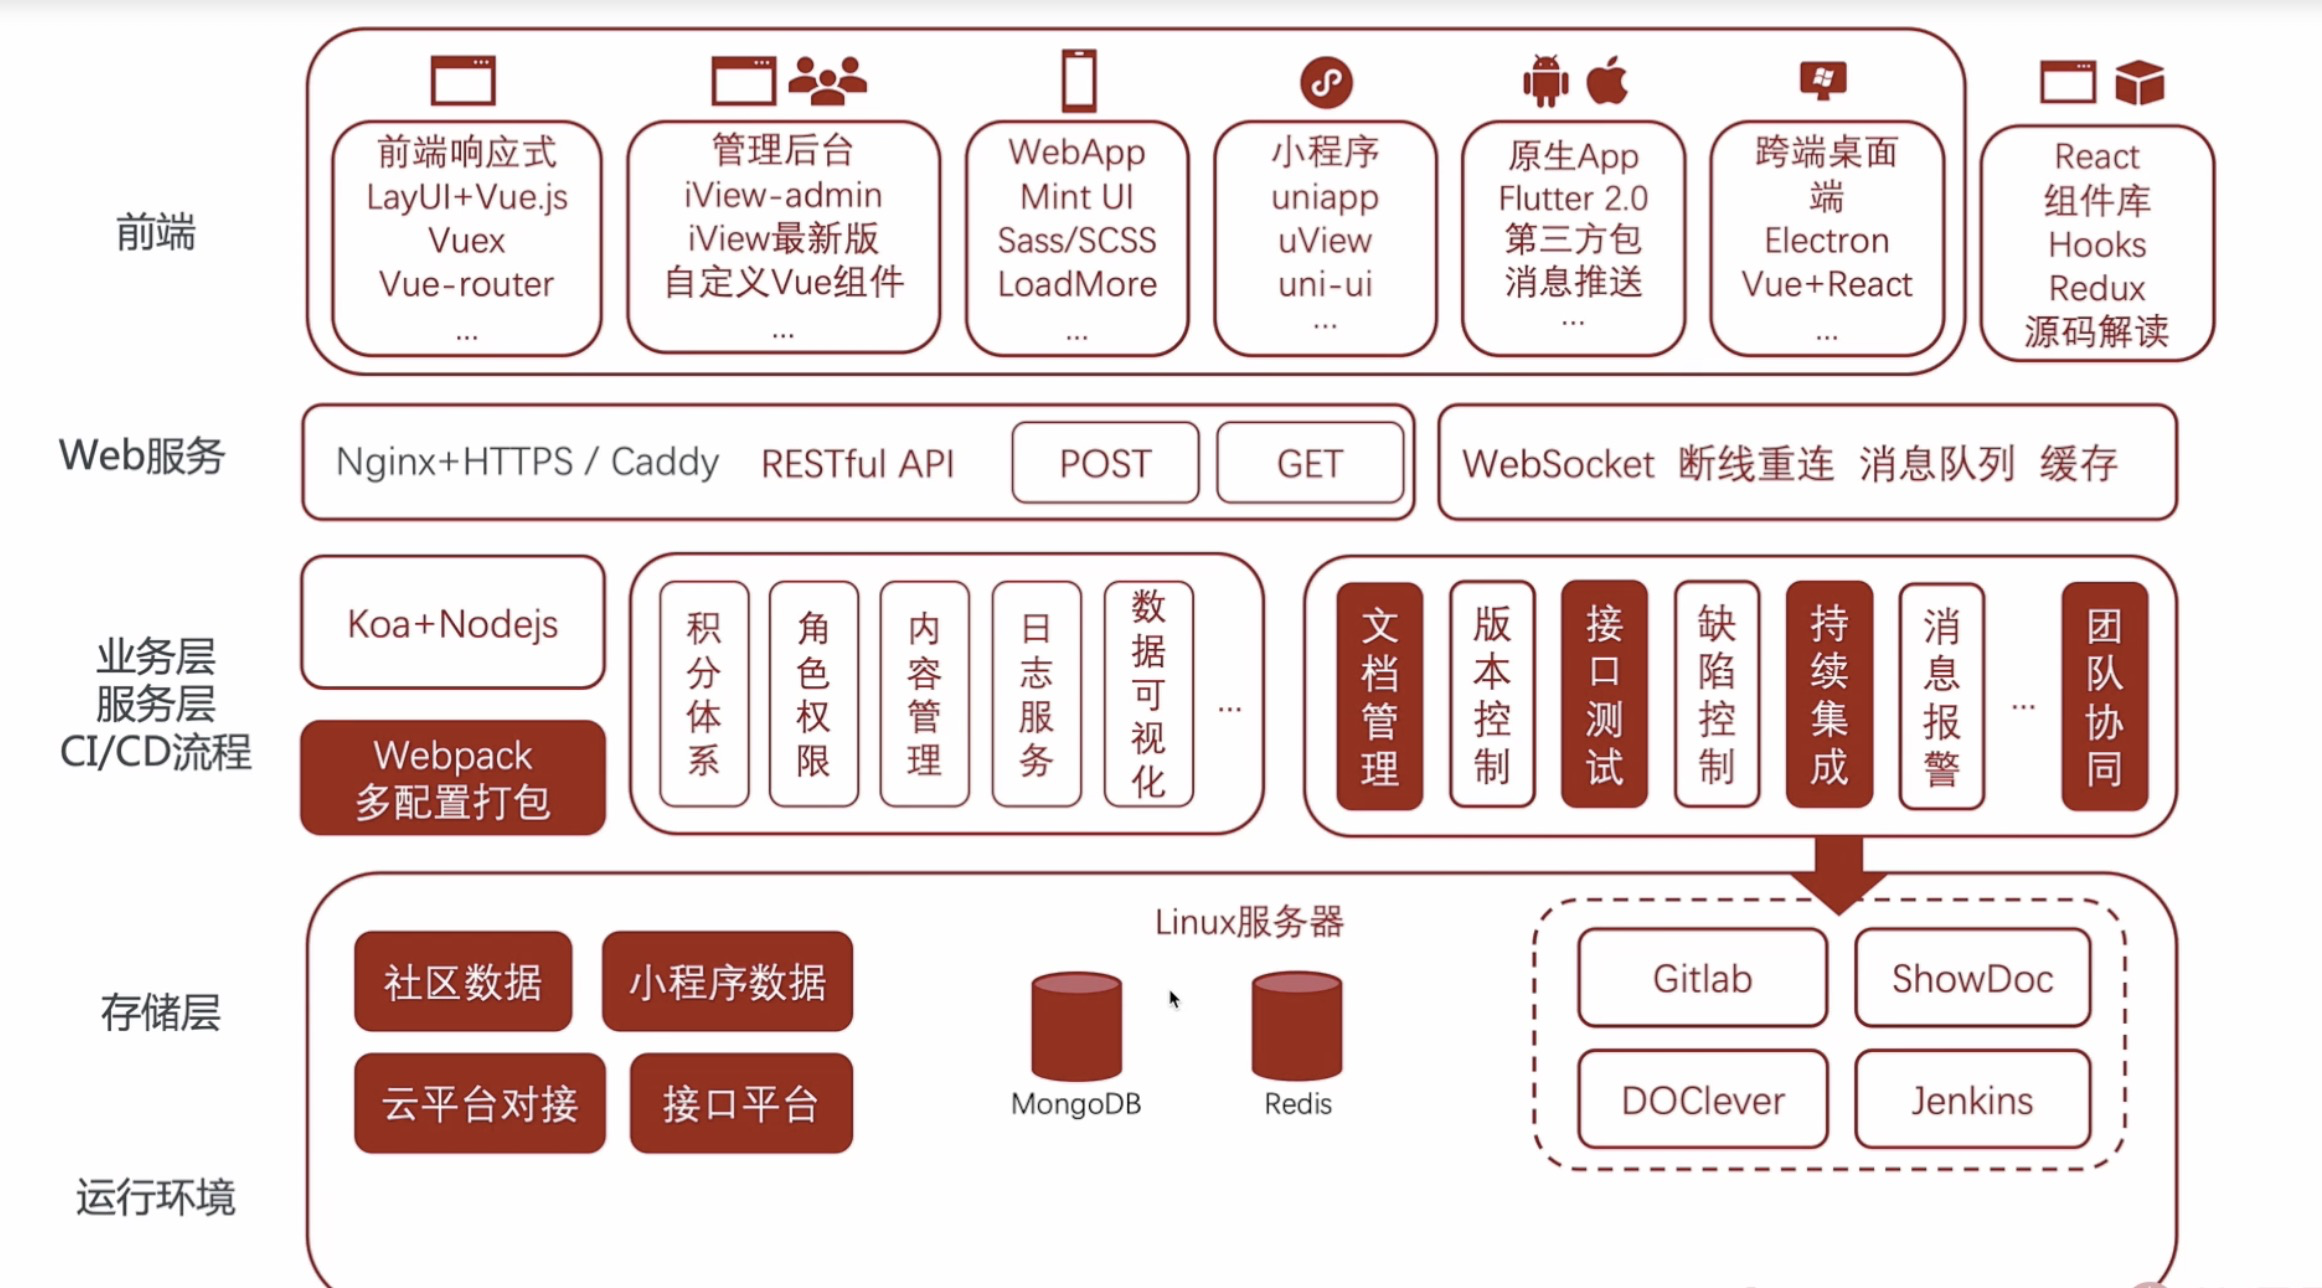 前端
前端响应式
LayUI+Vue.js
Vuex
Vue-router
...
管理后台
iView-admin
iView最新版
自定义Vue组件
...
WebApp
Mint UI
Sass/SCSS
LoadMore
...
小程序
uniapp
uView
uni-ui
...
原生App
Flutter 2.0
第三方包
消息推送
...
跨端桌面
端
Electron
Vue+React
...
React
组件库
Hooks
Redux
源码解读
Web服务
Nginx+HTTPS / Caddy
RESTful API
POST
GET
WebSocket 断线重连 消息队列 缓存
业务层
服务层
CI/CD流程
Koa+Nodejs
Webpack
多配置打包
积分体系
角色权限
内容管理
日志服务
数据可视化
...
文档管理
版本控制
接口测试
缺陷控制
持续集成
消息报警
...
团队协同
存储层
社区数据
小程序数据
云平台对接
接口平台
Linux服务器
MongoDB
Redis
Gitlab
ShowDoc
DOClever
Jenkins
运行环境